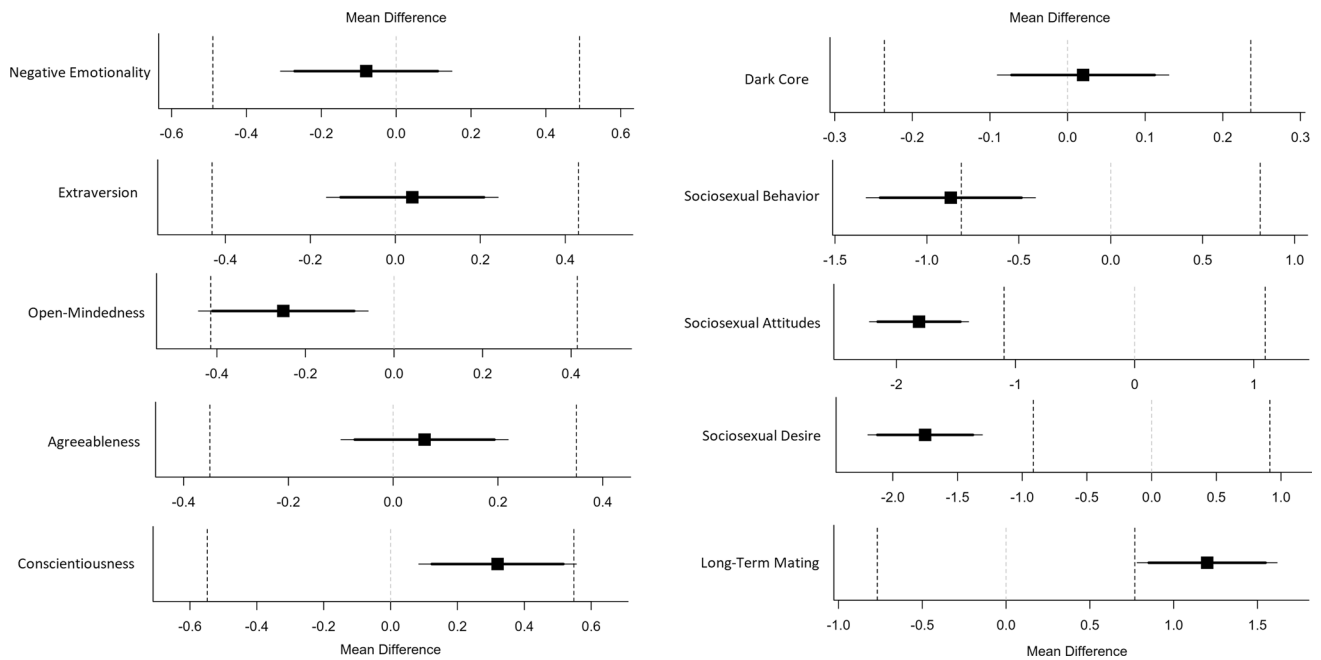 Mean Difference
Negative Emotionality
-0.6 -0.4 -0.2 0.0 0.2 0.4 0.6
Extraversion
-0.4 -0.2 0.0 0.2 0.4
Open-Mindedness
-0.4 -0.2 0.0 0.2 0.4
Agreeableness
-0.4 -0.2 0.0 0.2 0.4
Conscientiousness
-0.6 -0.4 -0.2 0.0 0.2 0.4 0.6
Mean Difference
Mean Difference
Dark Core
-0.3 -0.2 -0.1 0.0 0.1 0.2 0.3
Sociosexual Behavior
-1.5 -1.0 -0.5 0.0 0.5 1.0
Sociosexual Attitudes
-2 -1 0 1
Sociosexual Desire
-2.0 -1.5 -1.0 -0.5 0.0 0.5 1.0
Long-Term Mating
-1.0 -0.5 0.0 0.5 1.0 1.5
Mean Difference